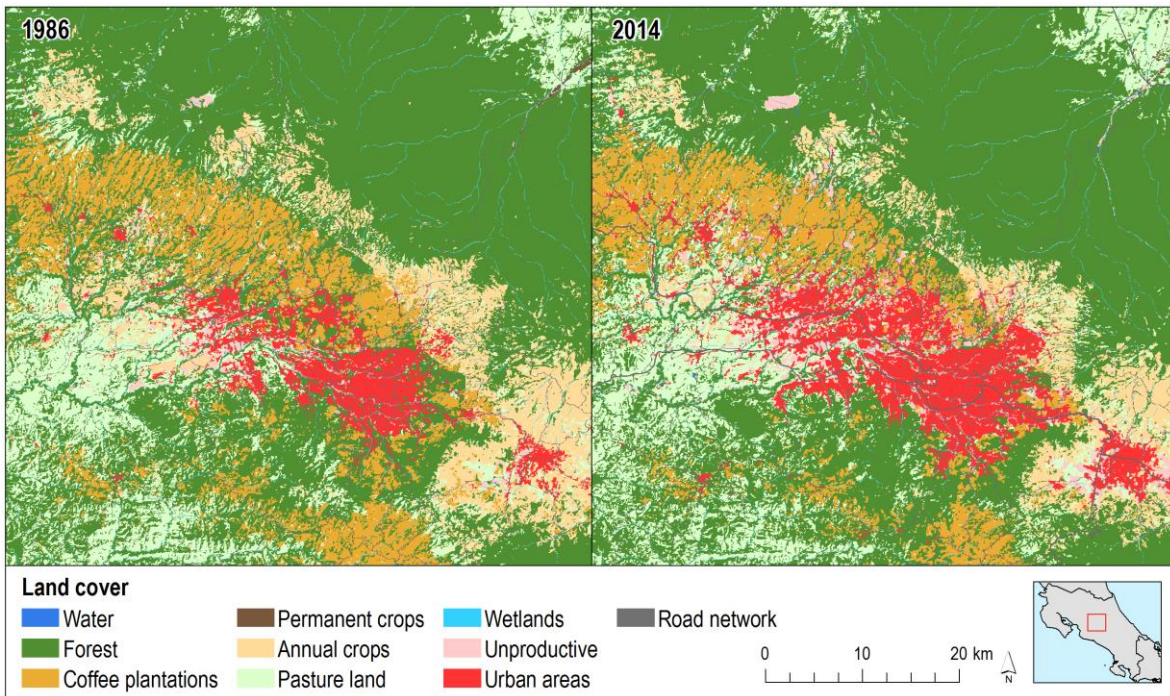 1986
2014
Land cover
Water
Forest
Coffee plantations
Permanent crops
Annual crops
Pasture land
Wetlands
Unproductive
Urban areas
Road network
0 10 20 km
N